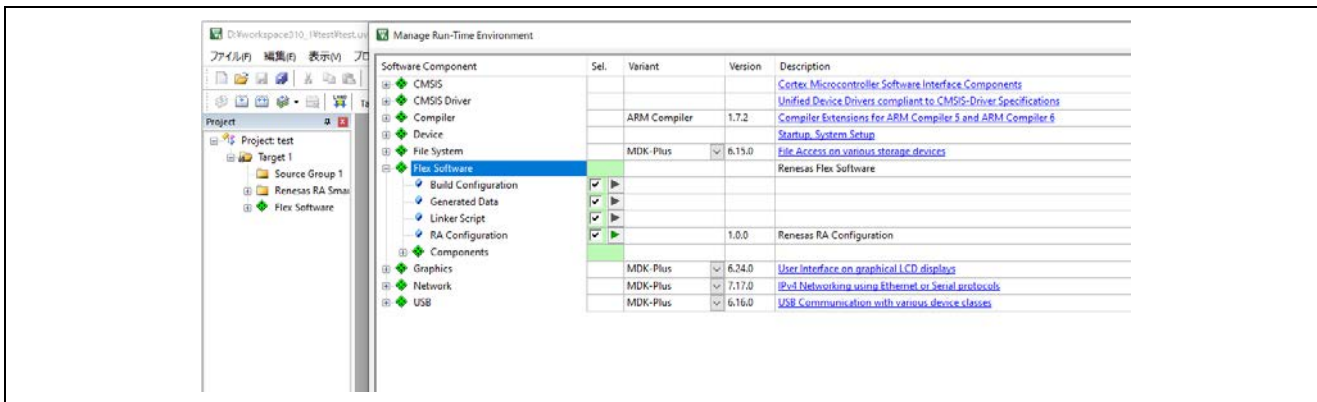 D:¥workspace310_1¥test¥test.uv
ファイル(F) 編集(E) 表示(V) プロ
Project
Project: test
Target 1
Source Group 1
Renesas RA Smar
Flex Software
Manage Run-Time Environment
Software Component Sel. Variant Version Description
CMSIS Cortex Microcontroller Software Interface Components
CMSIS Driver Unified Device Drivers compliant to CMSIS-Driver Specifications
Compiler ARM Compiler 1.7.2 Compiler Extensions for ARM Compiler 5 and ARM Compiler 6
Device Startup, System Setup
File System MDK-Plus 6.15.0 File Access on various storage devices
Flex Software Renesas Flex Software
Build Configuration
Generated Data
Linker Script
RA Configuration 1.0.0 Renesas RA Configuration
Components
Graphics MDK-Plus 6.24.0 User Interface on graphical LCD displays
Network MDK-Plus 7.17.0 IPv4 Networking using Ethernet or Serial protocols
USB MDK-Plus 6.16.0 USB Communication with various device classes